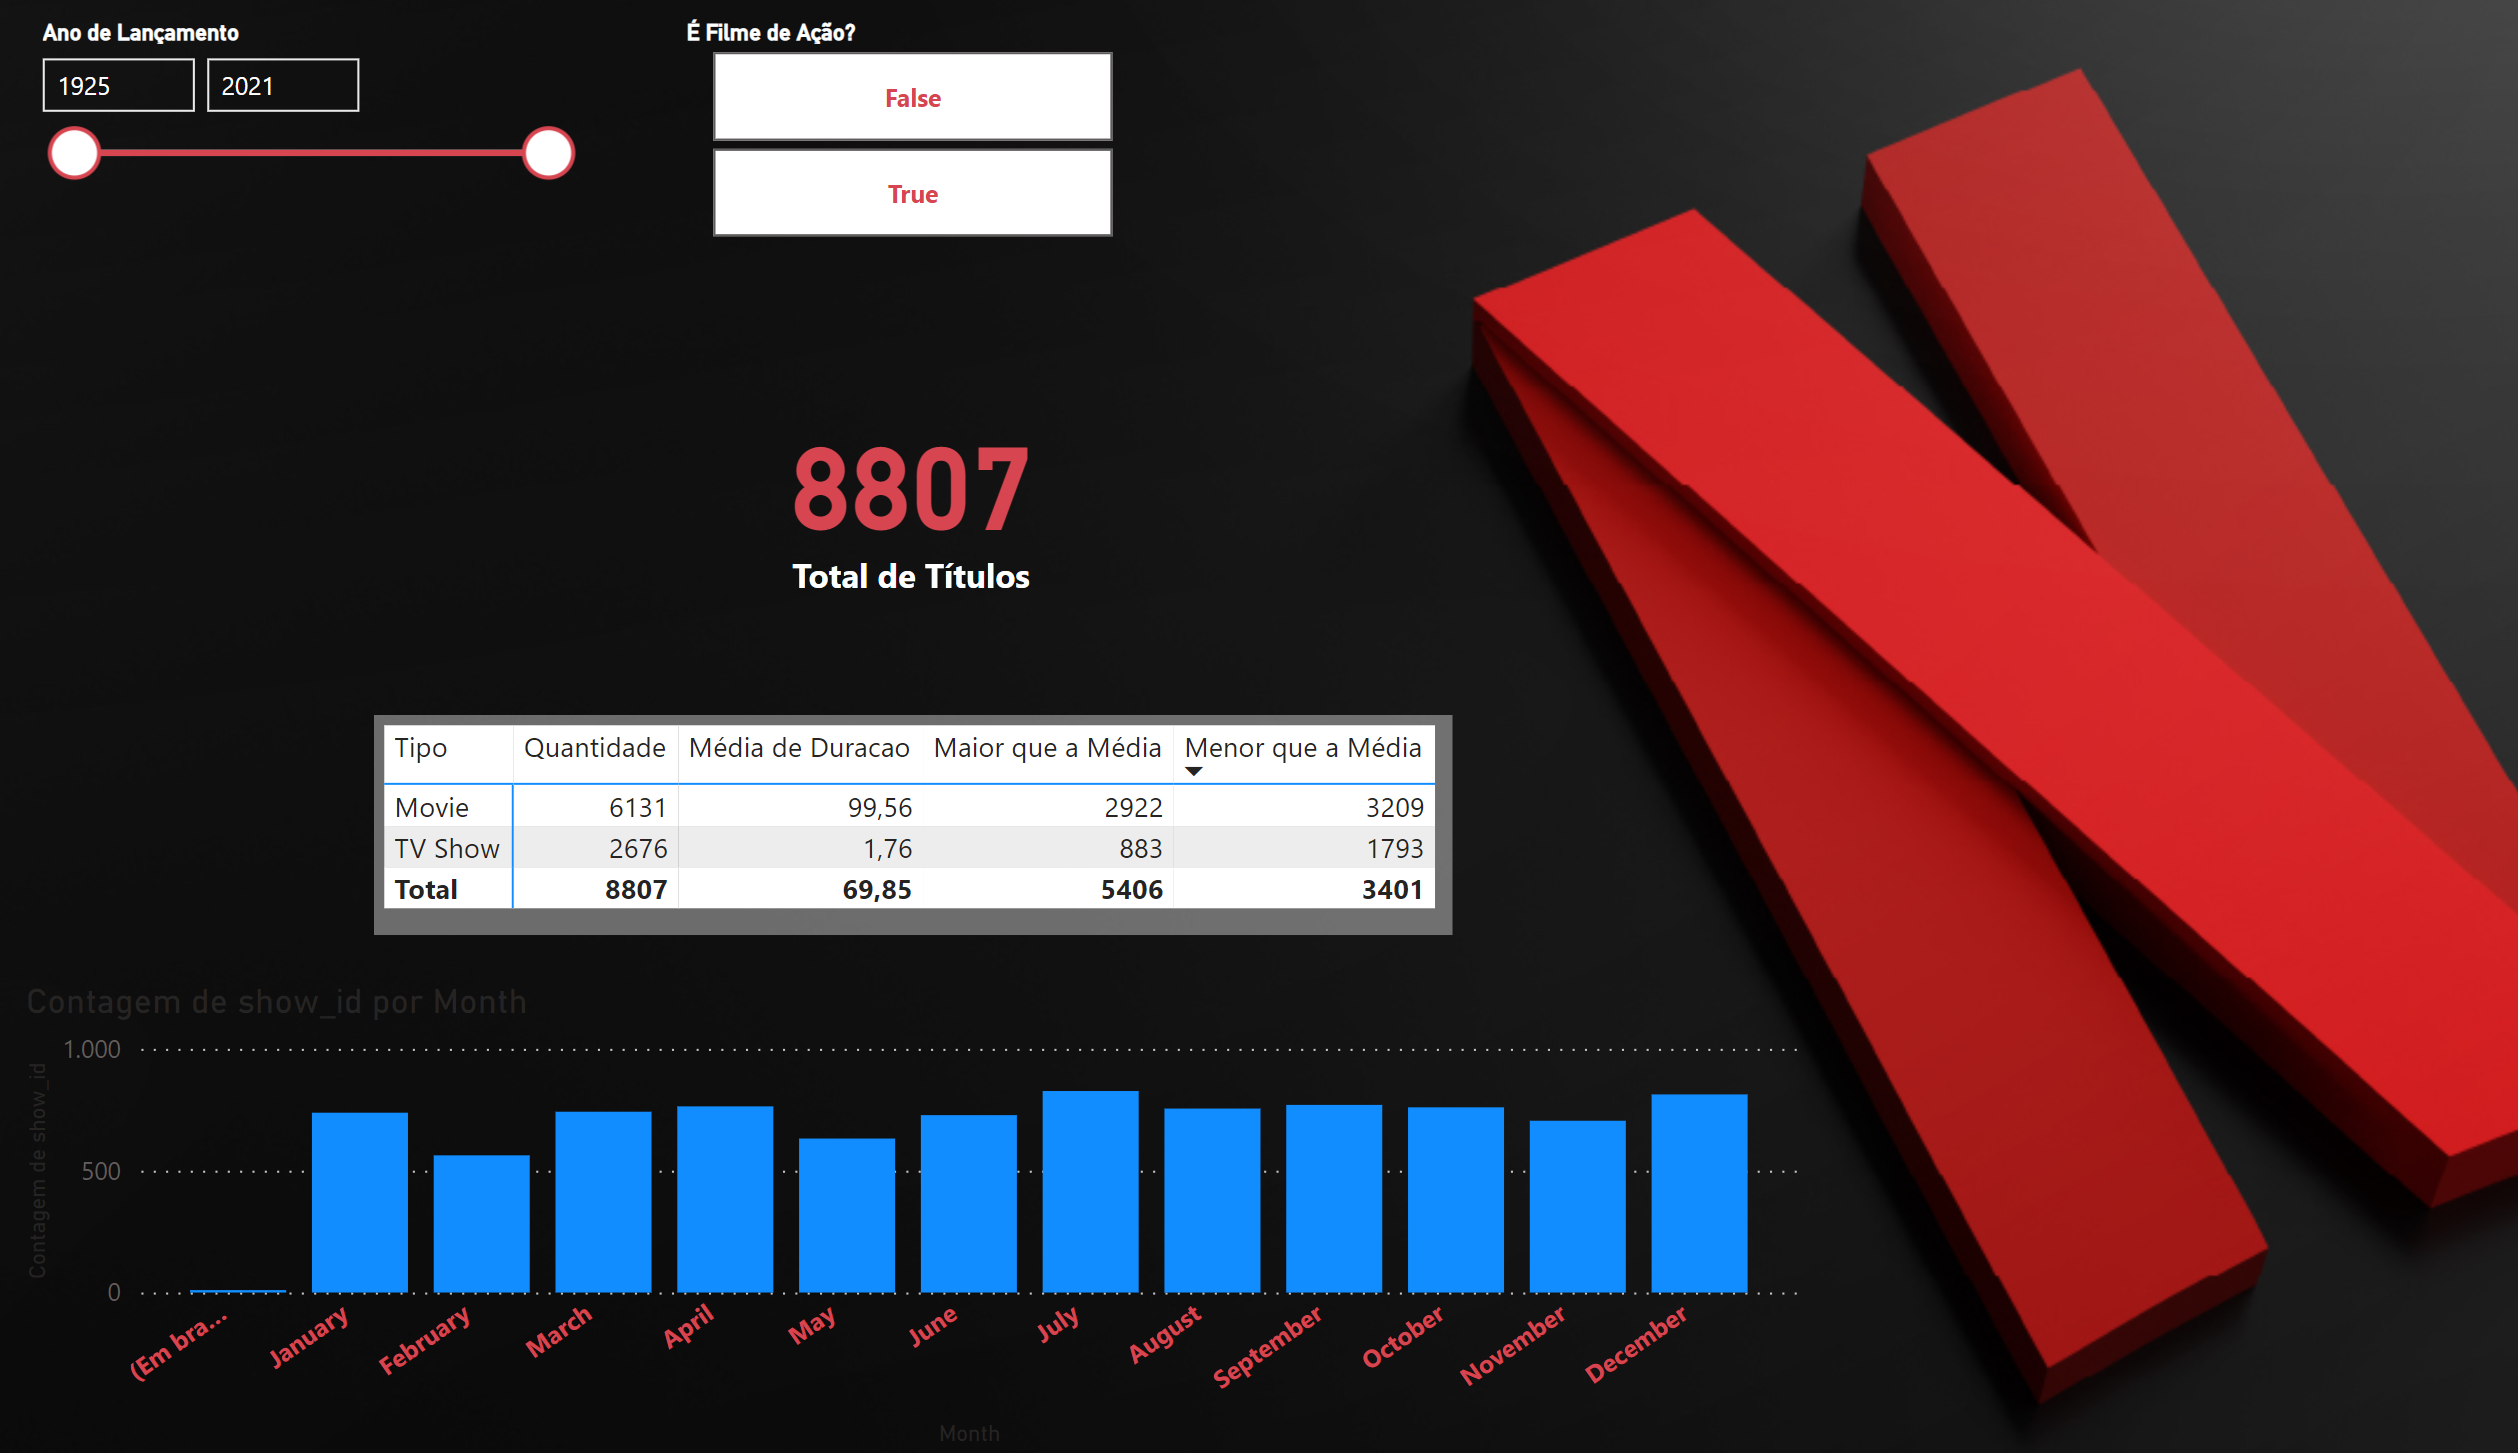 Ano de Lançamento
1925 2021
É Filme de Ação?
False
True
8807
Total de Títulos
Tipo Quantidade Média de Duracao Maior que a Média Menor que a Média
Movie 6131 99,56 2922 3209
TV Show 2676 1,76 883 1793
Total 8807 69,85 5406 3401
Contagem de show_id por Month
Contagem de show_id
1.000
500
0
(Em bra... January February March April May June July August September October November December
Month